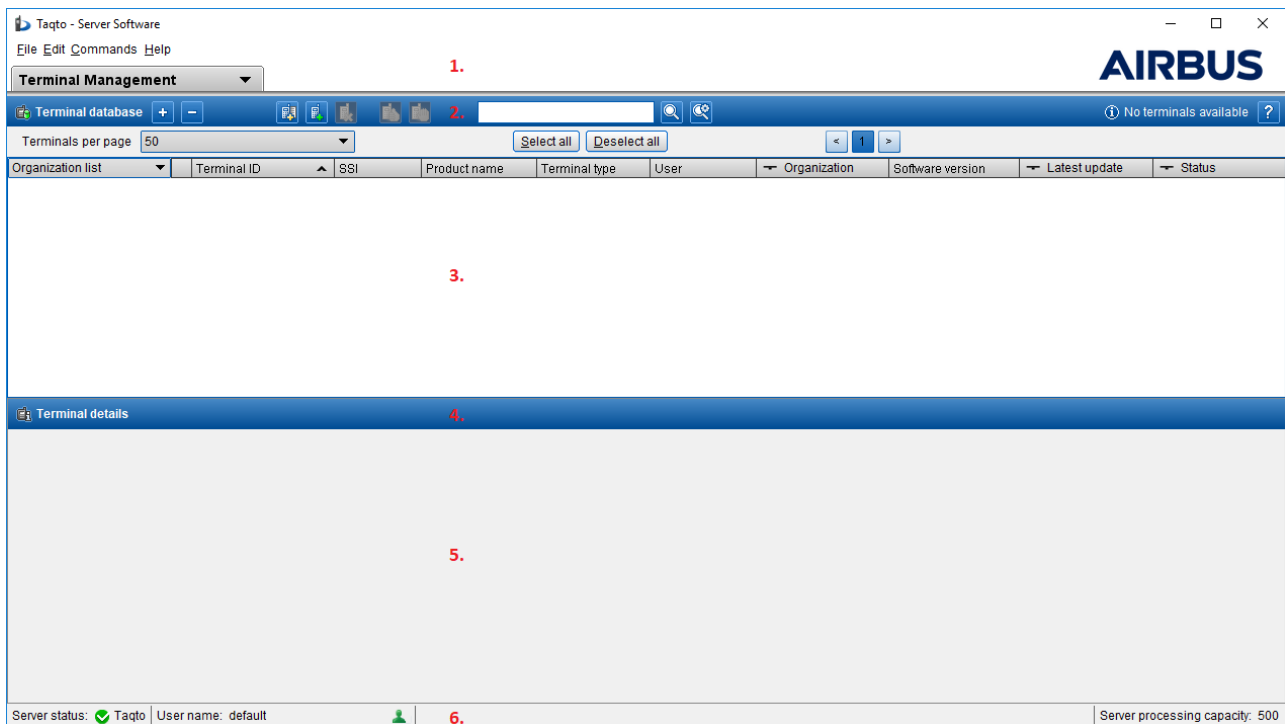 Taqto - Server Software
File Edit Commands Help
AIRBUS
1.
Terminal Management
Terminal database + - 2. No terminals available ?
Terminals per page 50 Select all Deselect all < 1 >
Organization list Terminal ID SSI Product name Terminal type User Organization Software version Latest update Status
3.
Terminal details 4.
5.
Server status: Taqto User name: default 6. Server processing capacity: 500